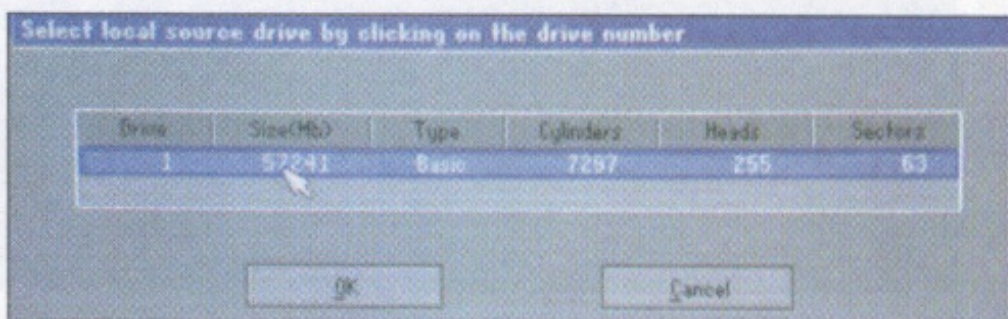 Select local source drive by clicking on the drive number
Drive Size(Mb) Type Cylinders Heads Sectors
1 57241 Basic 7297 255 63
OK Cancel